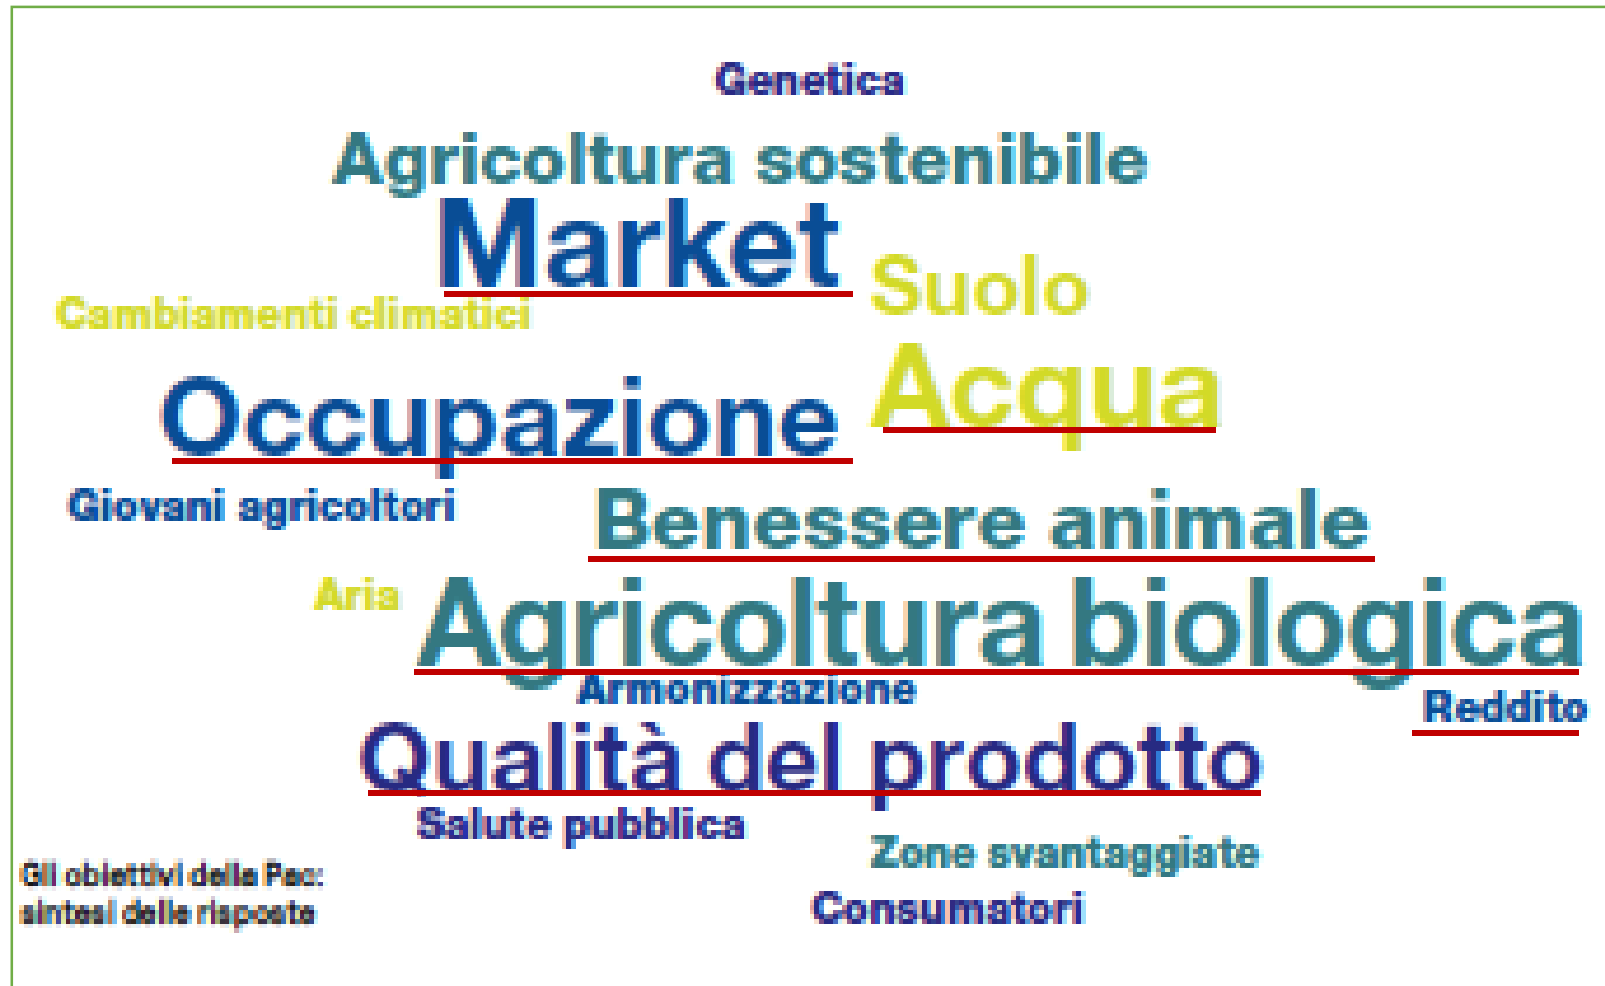 Genetica
Agricoltura sostenibile
Market
Suolo
Cambiamenti climatici
Acqua
Occupazione
Giovani agricoltori
Benessere animale
Aria
Agricoltura biologica
Armonizzazione
Reddito
Qualità del prodotto
Salute pubblica
Zone svantaggiate
Gli obiettivi della Pac:
sintesi delle risposte
Consumatori